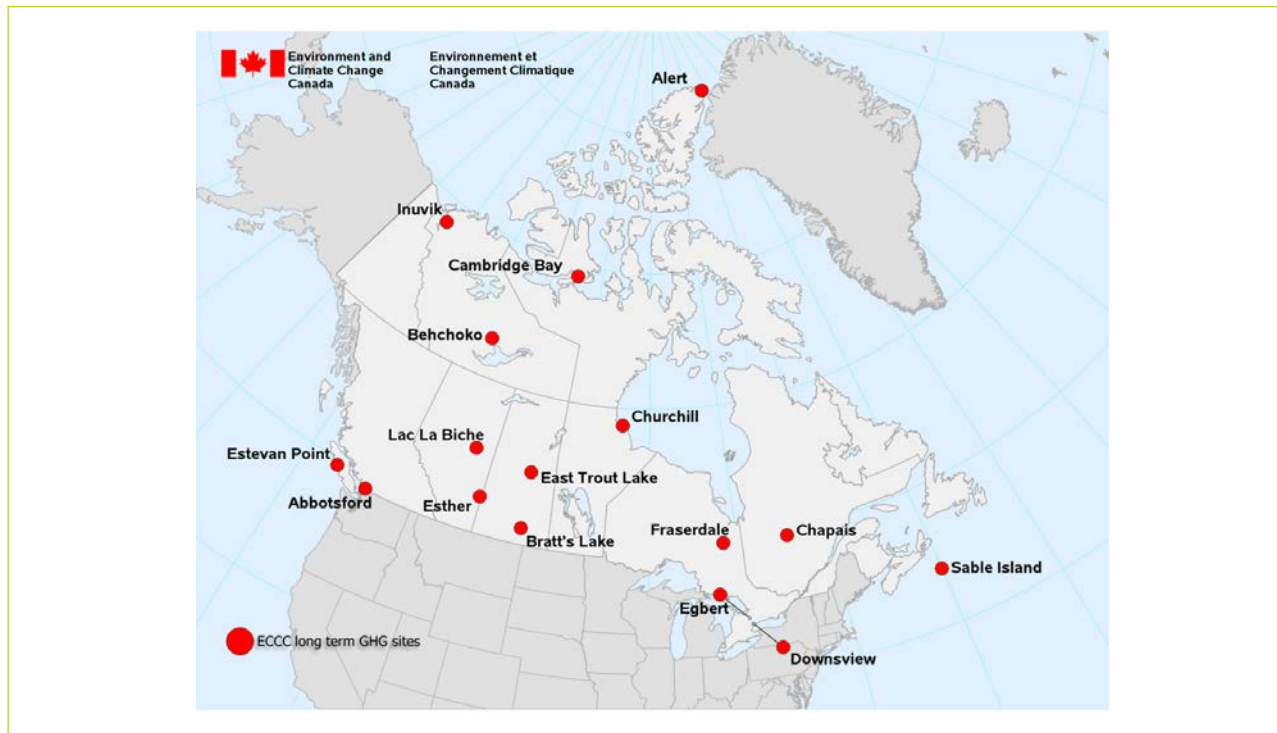 Environment and
Climate Change
Canada
Environnement et
Changement Climatique
Canada
Alert
Inuvik
Cambridge Bay
Behchoko
Churchill
Lac La Biche
Estevan Point
East Trout Lake
Abbotsford
Esther
Bratt's Lake
Fraserdale
Chapais
Sable Island
Egbert
ECCC long term GHG sites
Downsview